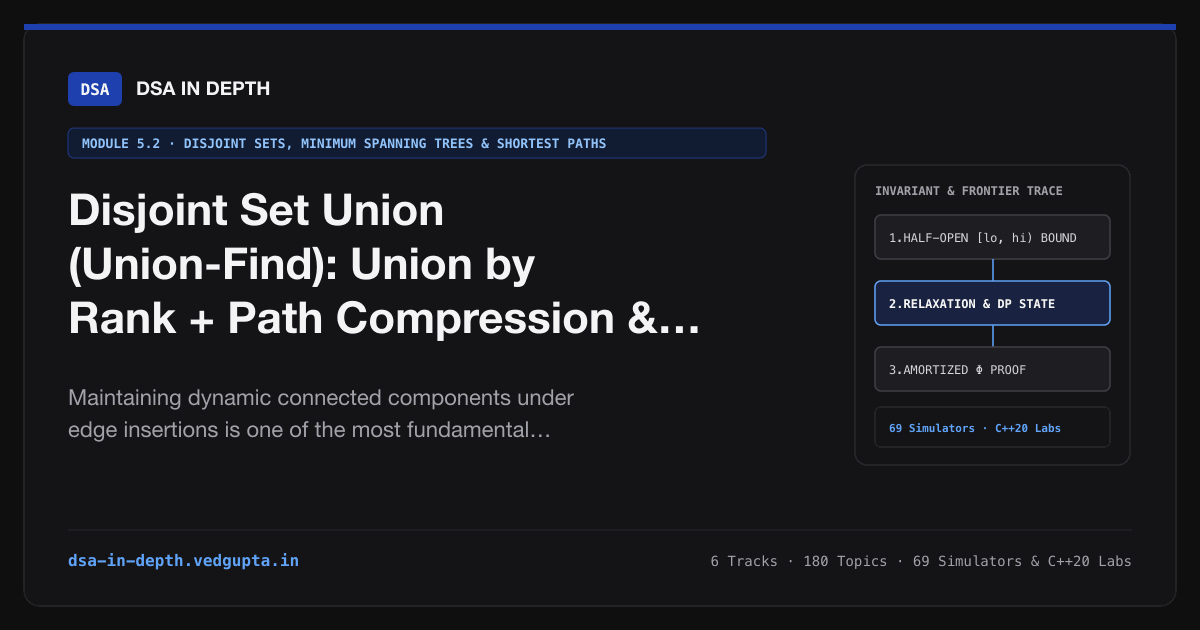 DSA
DSA IN DEPTH
MODULE 5.2 · DISJOINT SETS, MINIMUM SPANNING TREES & SHORTEST PATHS
Disjoint Set Union
(Union-Find): Union by
Rank + Path Compression &...
Maintaining dynamic connected components under
edge insertions is one of the most fundamental...
INVARIANT & FRONTIER TRACE
1.HALF-OPEN [lo, hi) BOUND
2.RELAXATION & DP STATE
3.AMORTIZED Φ PROOF
69 Simulators · C++20 Labs
dsa-in-depth.vedgupta.in
6 Tracks · 180 Topics · 69 Simulators & C++20 Labs